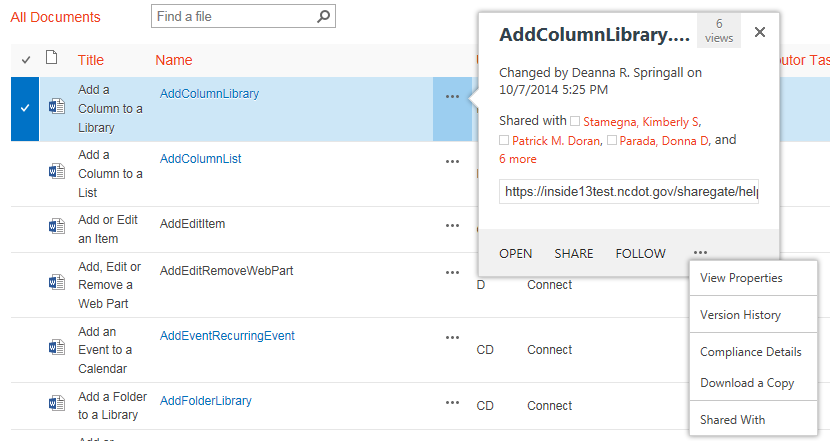 All Documents
Find a file
Title
Name
Add a
Column to a
Library
AddColumnLibrary
Add a
Column to a
List
AddColumnList
Add or Edit
an Item
AddEditItem
Add, Edit or
Remove a
Web Part
AddEditRemoveWebPart
D
Connect
Add an
Event to a
Calendar
AddEventRecurringEvent
CD
Connect
Add a Folder
to a Library
AddFolderLibrary
CD
Connect
Add or
AddColumnLibrary....
6
views
Changed by Deanna R. Springall on
10/7/2014 5:25 PM
Shared with Stamegna, Kimberly S,
Patrick M. Doran, Parada, Donna D, and
6 more
https://inside13test.ncdot.gov/sharegate/help
OPEN SHARE FOLLOW ...
View Properties
Version History
Compliance Details
Download a Copy
Shared With